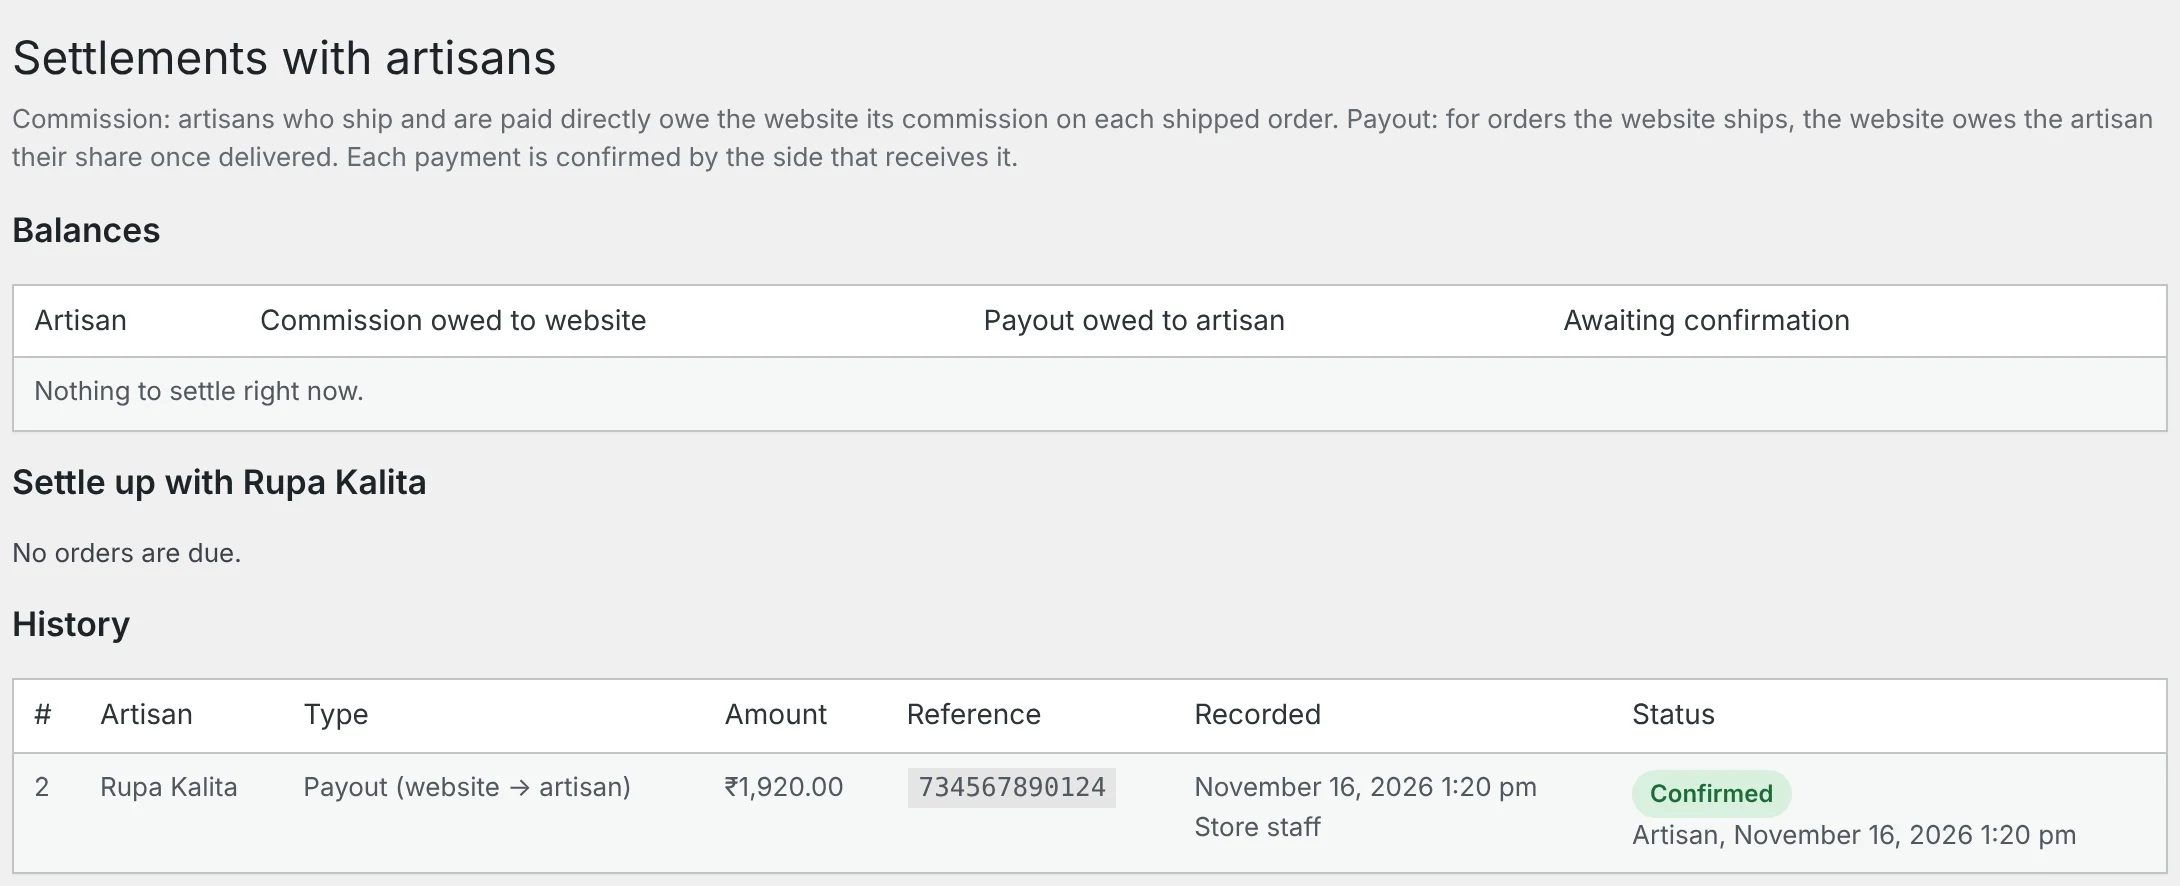 Settlements with artisans
Commission: artisans who ship and are paid directly owe the website its commission on each shipped order. Payout: for orders the website ships, the website owes the artisan
their share once delivered. Each payment is confirmed by the side that receives it.
Balances
Artisan Commission owed to website Payout owed to artisan Awaiting confirmation
Nothing to settle right now.
Settle up with Rupa Kalita
No orders are due.
History
# Artisan Type Amount Reference Recorded Status
2 Rupa Kalita Payout (website → artisan) ₹1,920.00 734567890124 November 16, 2026 1:20 pm Confirmed
Store staff Artisan, November 16, 2026 1:20 pm